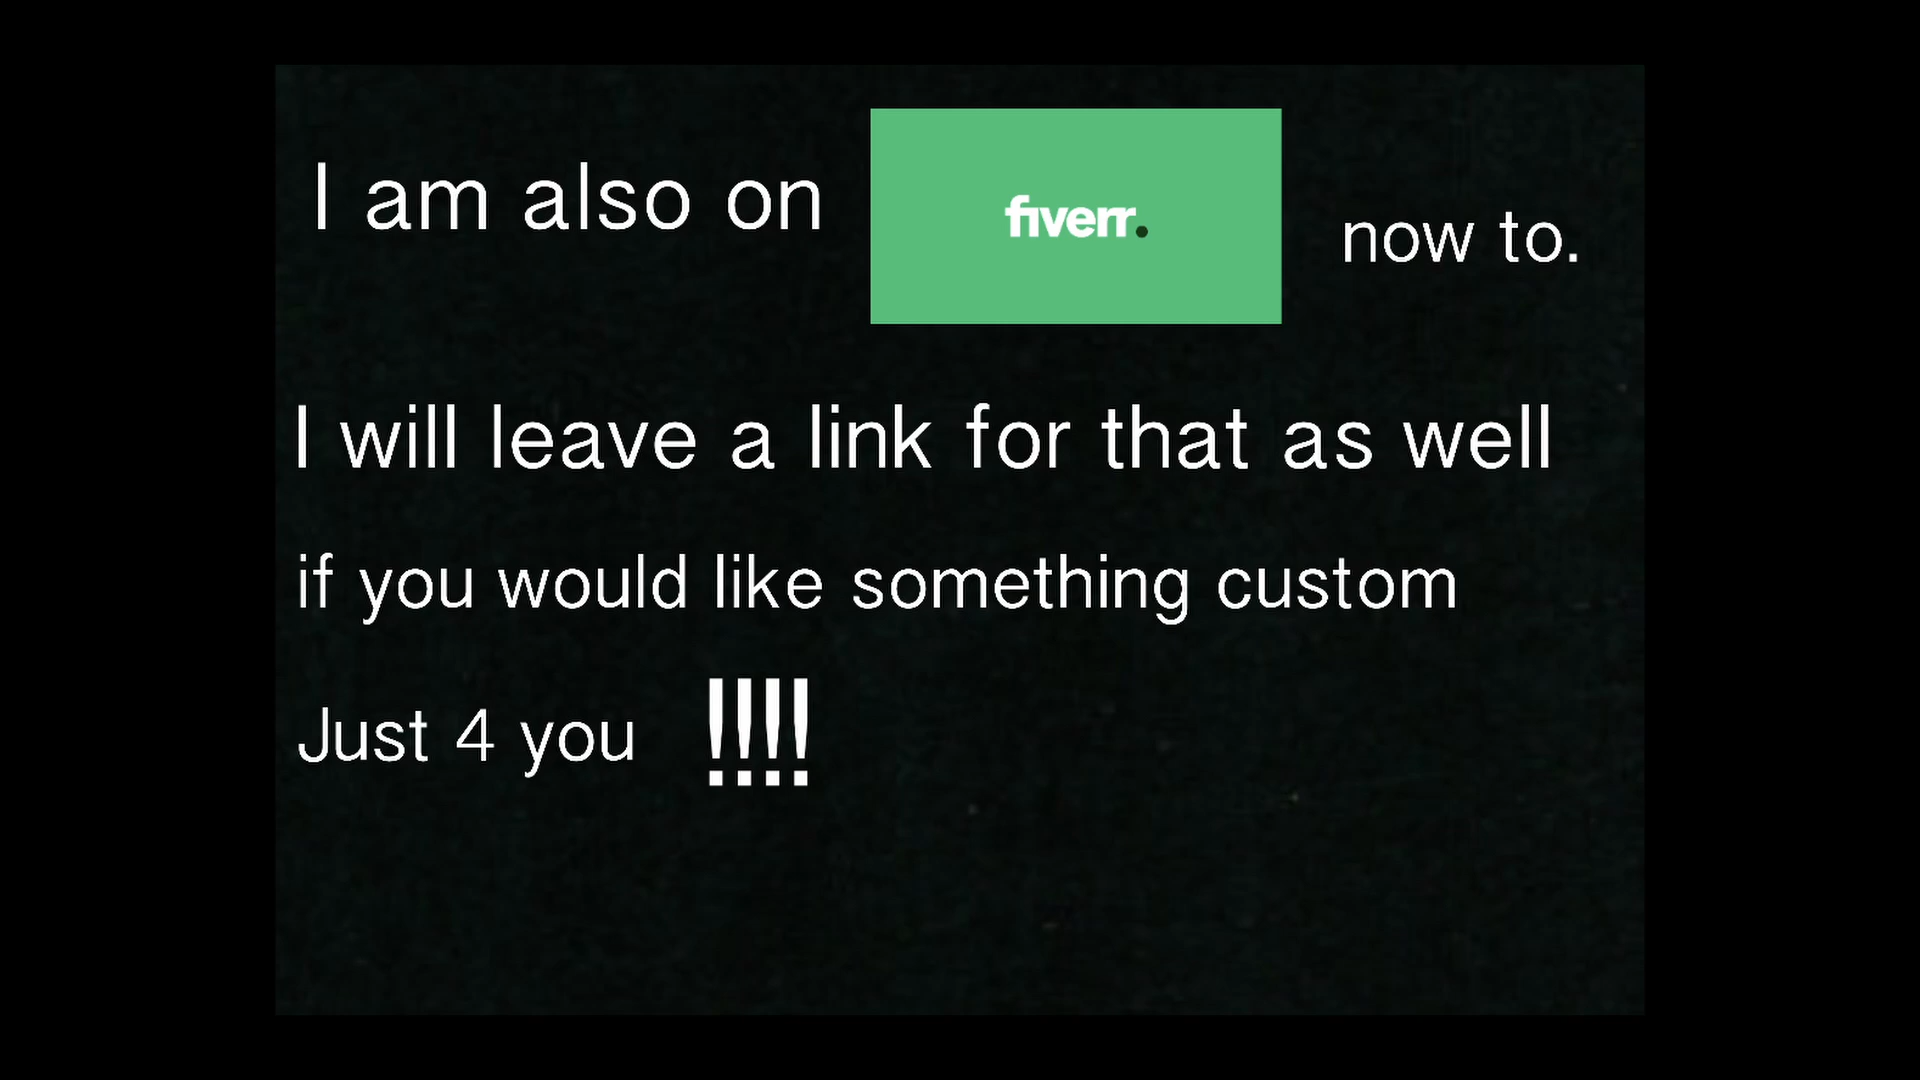 I am also on fiverr. now to.
I will leave a link for that as well
if you would like something custom
Just 4 you !!!!